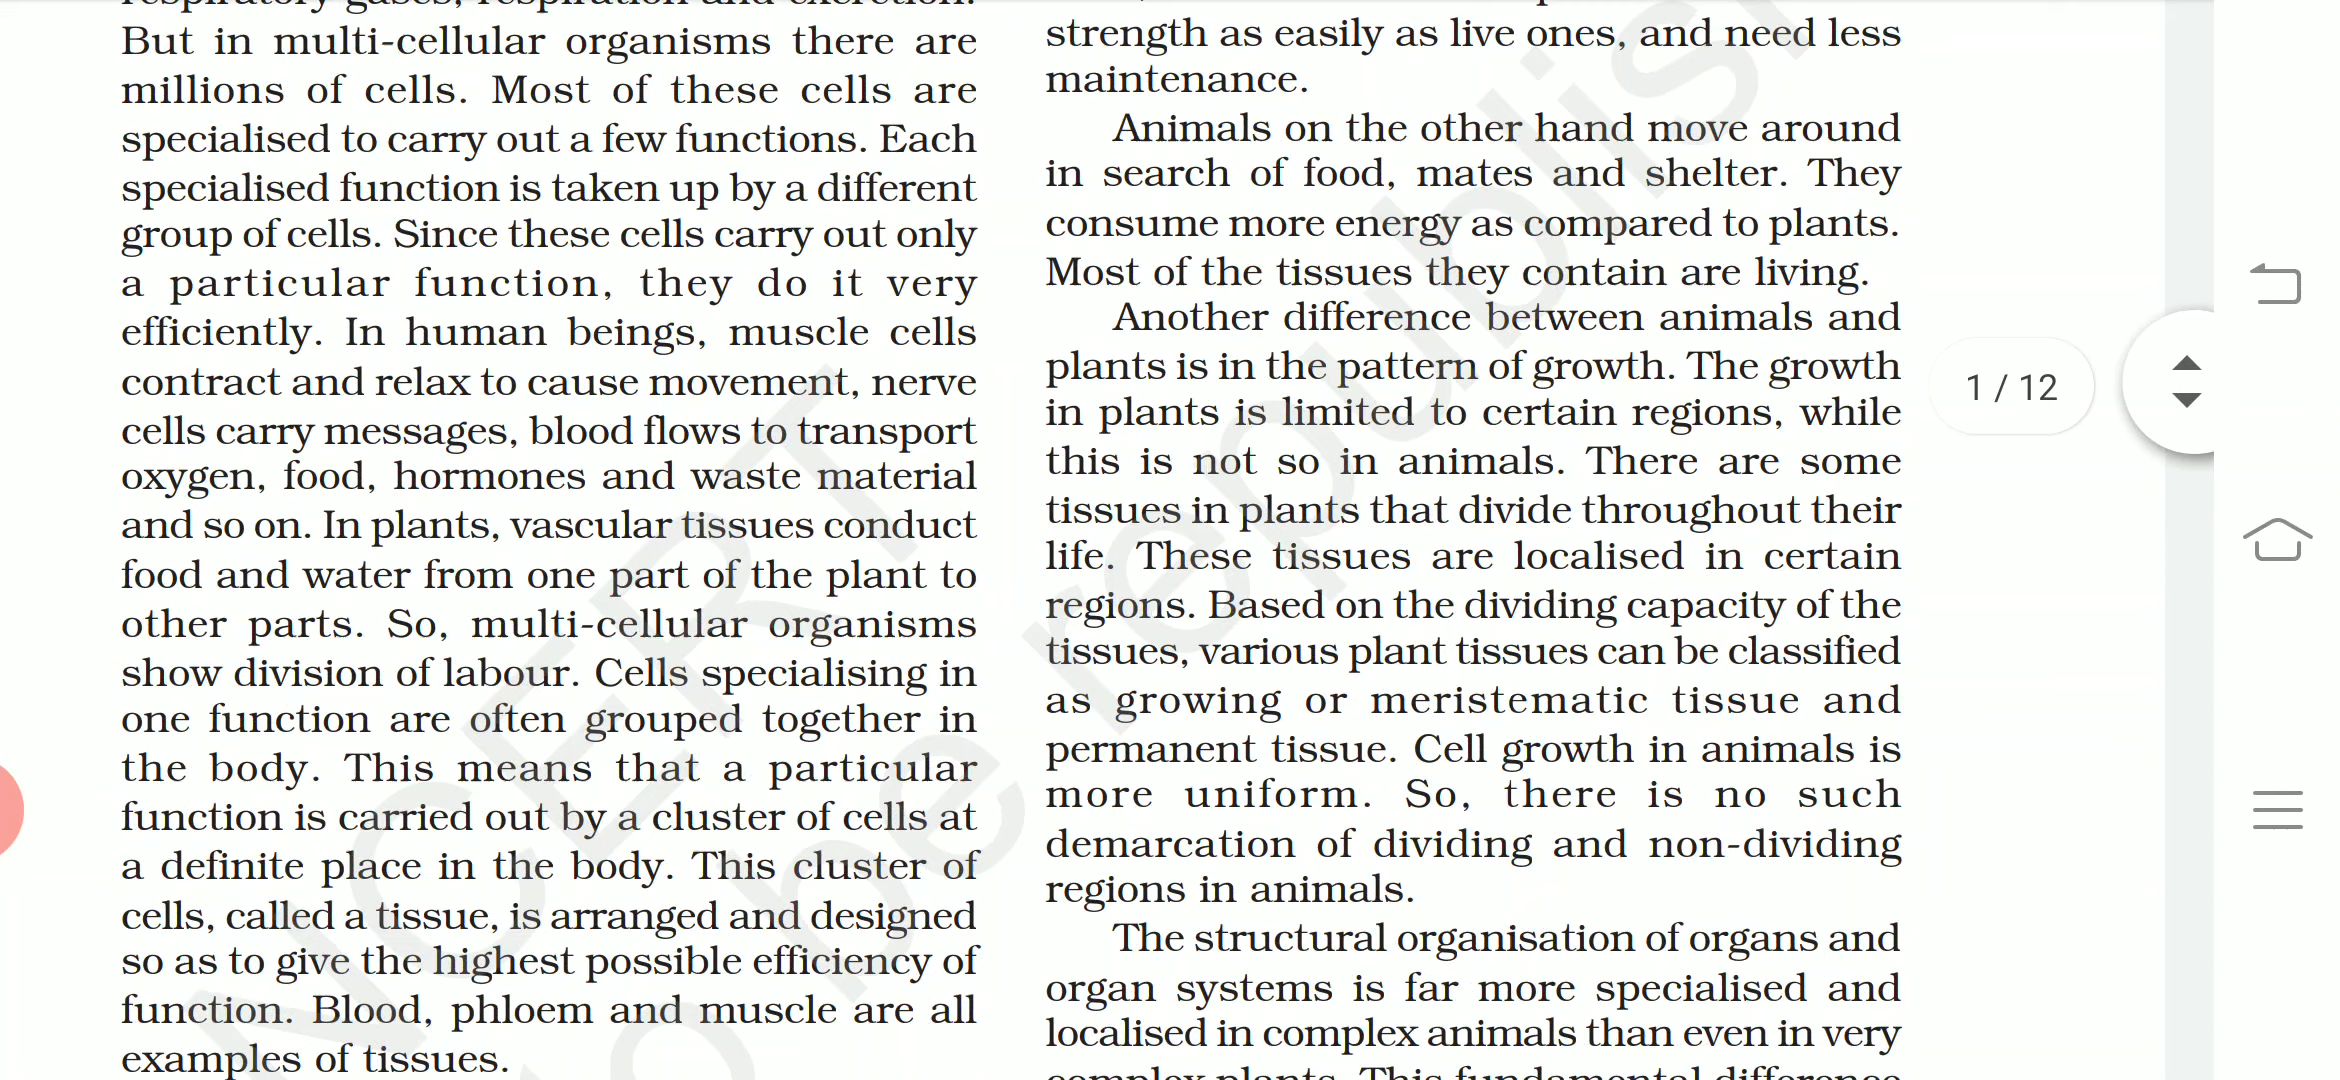 respiratory gases, respiration and excretion.
But in multi-cellular organisms there are
millions of cells. Most of these cells are
specialised to carry out a few functions. Each
specialised function is taken up by a different
group of cells. Since these cells carry out only
a particular function, they do it very
efficiently. In human beings, muscle cells
contract and relax to cause movement, nerve
cells carry messages, blood flows to transport
oxygen, food, hormones and waste material
and so on. In plants, vascular tissues conduct
food and water from one part of the plant to
other parts. So, multi-cellular organisms
show division of labour. Cells specialising in
one function are often grouped together in
the body. This means that a particular
function is carried out by a cluster of cells at
a definite place in the body. This cluster of
cells, called a tissue, is arranged and designed
so as to give the highest possible efficiency of
function. Blood, phloem and muscle are all
examples of tissues.
strength as easily as live ones, and need less
maintenance.
Animals on the other hand move around
in search of food, mates and shelter. They
consume more energy as compared to plants.
Most of the tissues they contain are living.
Another difference between animals and
plants is in the pattern of growth. The growth
in plants is limited to certain regions, while
this is not so in animals. There are some
tissues in plants that divide throughout their
life. These tissues are localised in certain
regions. Based on the dividing capacity of the
tissues, various plant tissues can be classified
as growing or meristematic tissue and
permanent tissue. Cell growth in animals is
more uniform. So, there is no such
demarcation of dividing and non-dividing
regions in animals.
The structural organisation of organs and
organ systems is far more specialised and
localised in complex animals than even in very
complex plants. This fundamental difference
1 / 12
NCERT
be republis